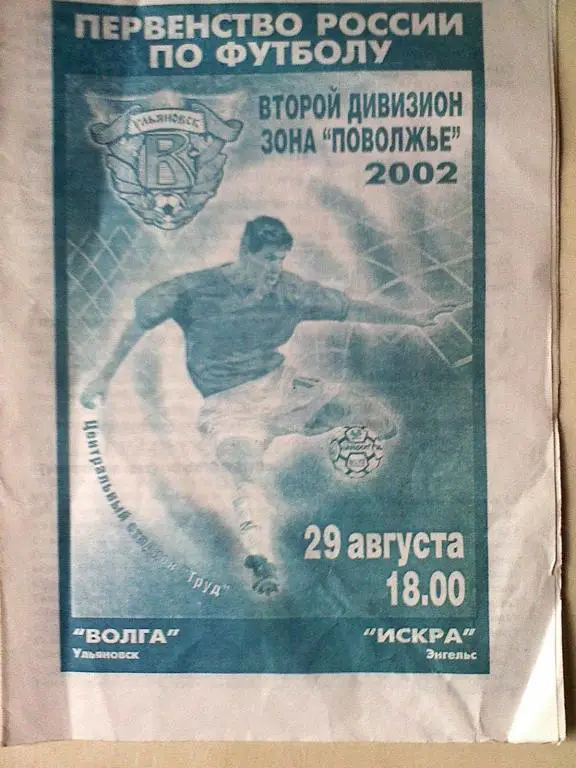 ПЕРВЕНСТВО РОССИИ
ПО ФУТБОЛУ
УЛЬЯНОВСК
В
ВТОРОЙ ДИВИЗИОН
ЗОНА "ПОВОЛЖЬЕ"
2002
Центральный стадион "Труд"
29 августа
18.00
"ВОЛГА"
Ульяновск
"ИСКРА"
Энгельс